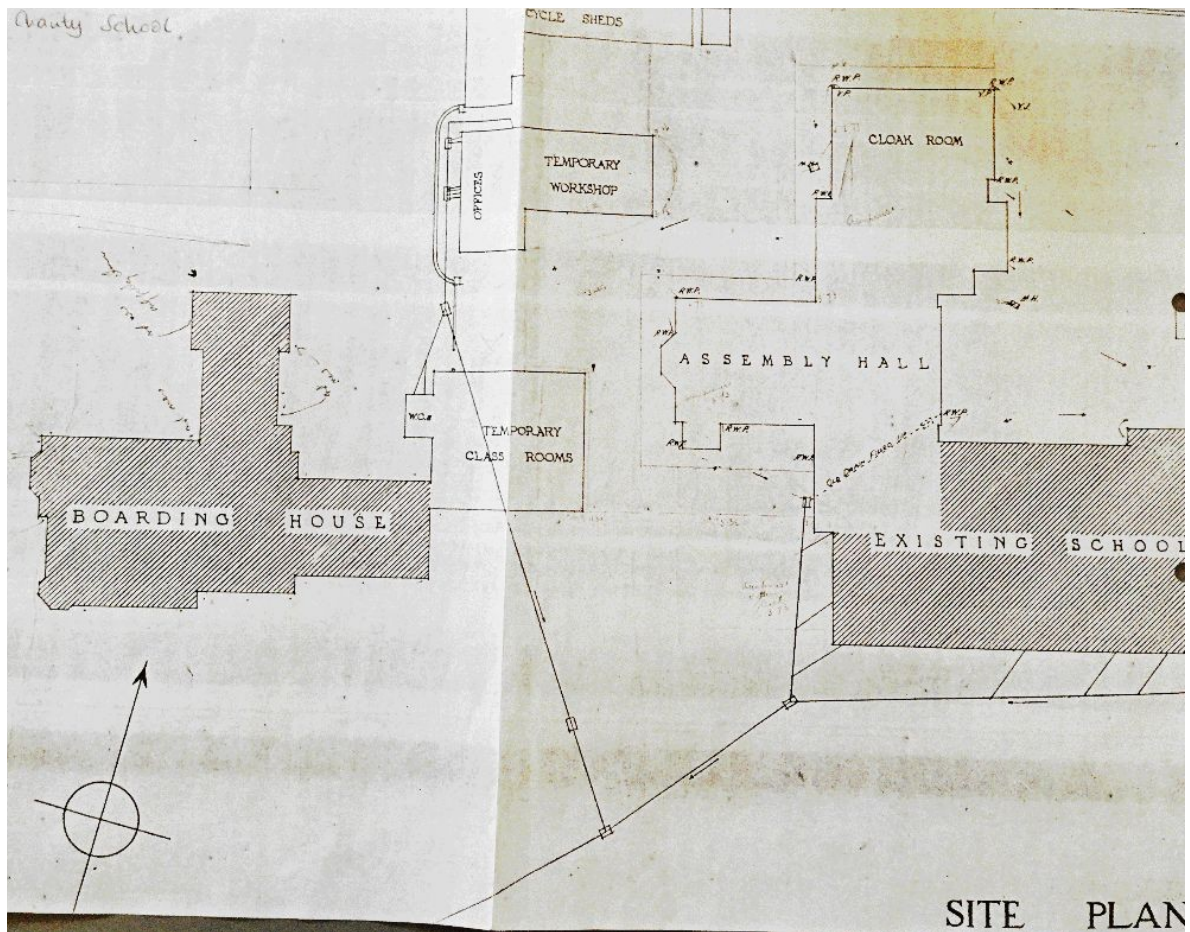 Charity School
CYCLE SHEDS
R.W.P.
R.W.P.
V.P.
V.P.
V.J.
CLOAK ROOM
TEMPORARY
WORKSHOP
OFFICES
R.W.P.
R.W.P.
R.W.P.
R.W.P.
R.W.P.
M.H.
R.W.P.
ASSEMBLY HALL
W.C.s
R.W.P.
R.W.P.
R.W.P.
R.W.P.
TEMPORARY
CLASS ROOMS
BOARDING HOUSE
EXISTING SCHOOL
SITE PLAN